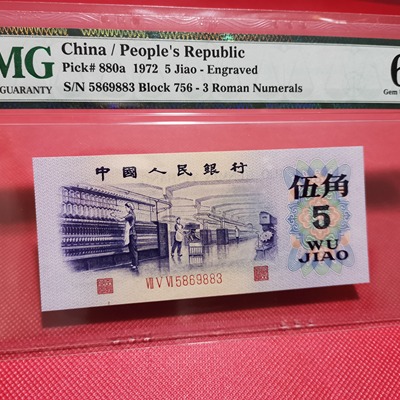 MG
China / People's Republic
Pick# 880a 1972 5 Jiao - Engraved
GUARANTY
S/N 5869883 Block 756 - 3 Roman Numerals
6
Gem
中國人民銀行
伍角
5
WU
JIAO
Ⅶ Ⅴ Ⅵ 5869883